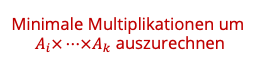 Minimale Multiplikationen um
𝐴ᵢ× ⋯×𝐴ₖ auszurechnen